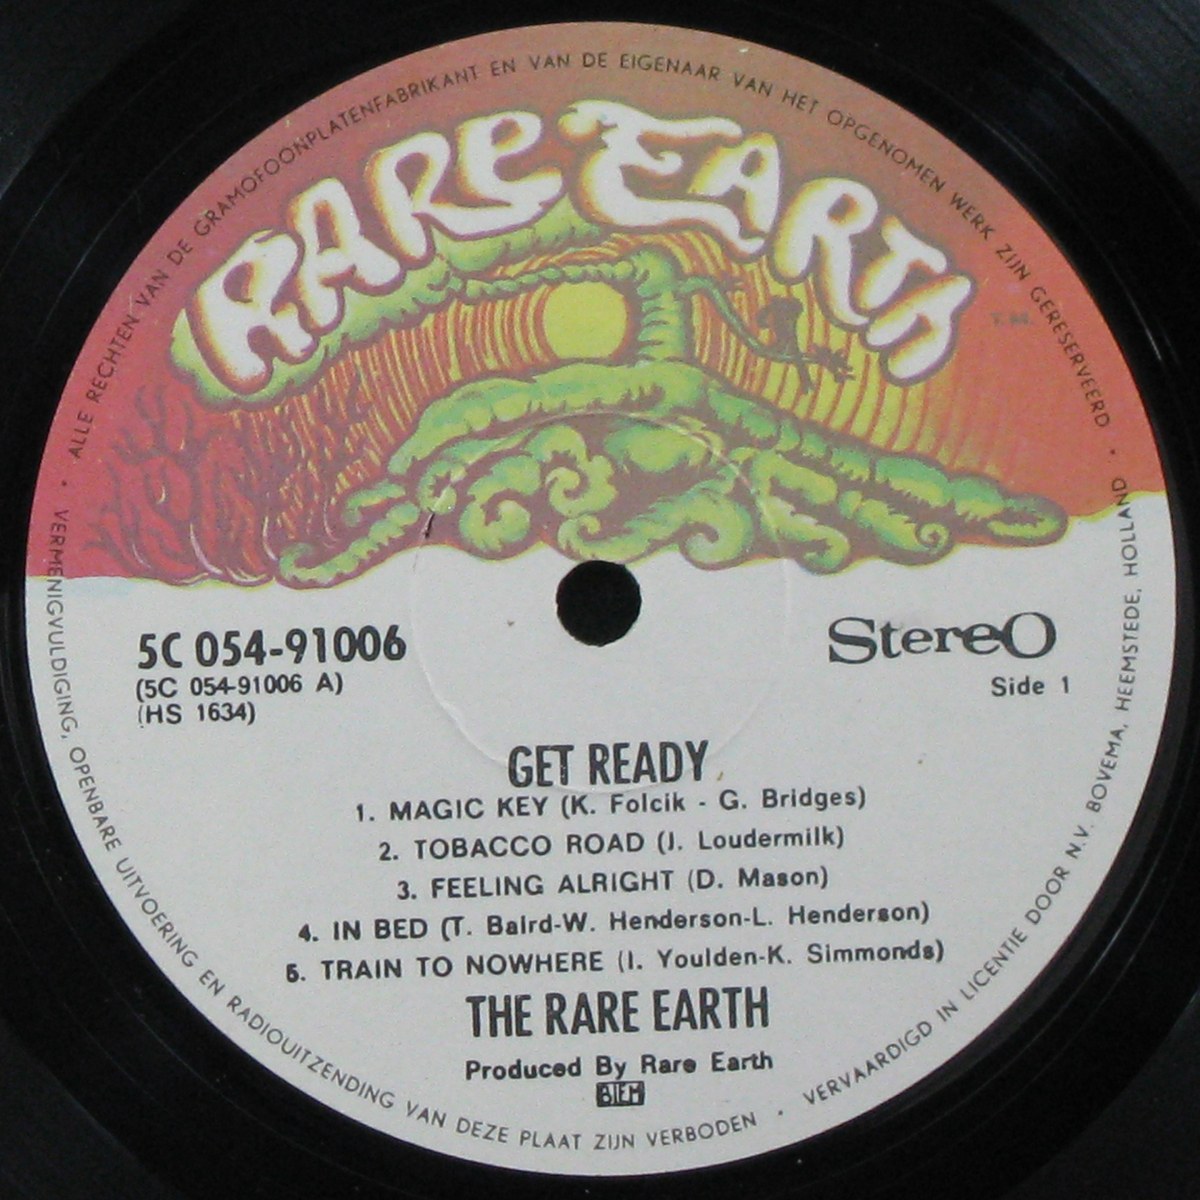 ALLE RECHTEN VAN DE GRAMOFOONPLATENFABRIKANT EN VAN DE EIGENAAR VAN HET OPGENOMEN WERK ZIJN GERESERVEERD ·
RARE EARTH
T.M.
5C 054-91006
(5C 054-91006 A)
(HS 1634)
Stereo
Side 1
GET READY
1. MAGIC KEY (K. Folcik - G. Bridges)
2. TOBACCO ROAD (J. Loudermilk)
3. FEELING ALRIGHT (D. Mason)
4. IN BED (T. Baird-W. Henderson-L. Henderson)
5. TRAIN TO NOWHERE (I. Youlden-K. Simmonds)
THE RARE EARTH
Produced By Rare Earth
BIEM
· VERMENIGVULDIGING, OPENBARE UITVOERING EN RADIOUITZENDING VAN DEZE PLAAT ZIJN VERBODEN · VERVAARDIGD IN LICENTIE DOOR N.V. BOVEMA, HEEMSTEDE, HOLLAND